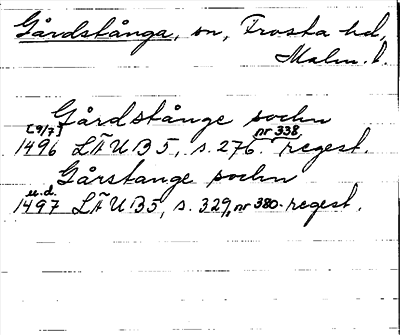 Gårdstånga, sn, Frosta hd,
Malm. l.
Gårdstånge sochn
[9/7]
1496 LÄUB 5, s. 276. nr 338 regest.
Gårstange sochn
u.d.
1497 LÄUB 5, s. 329, nr 380. regest.